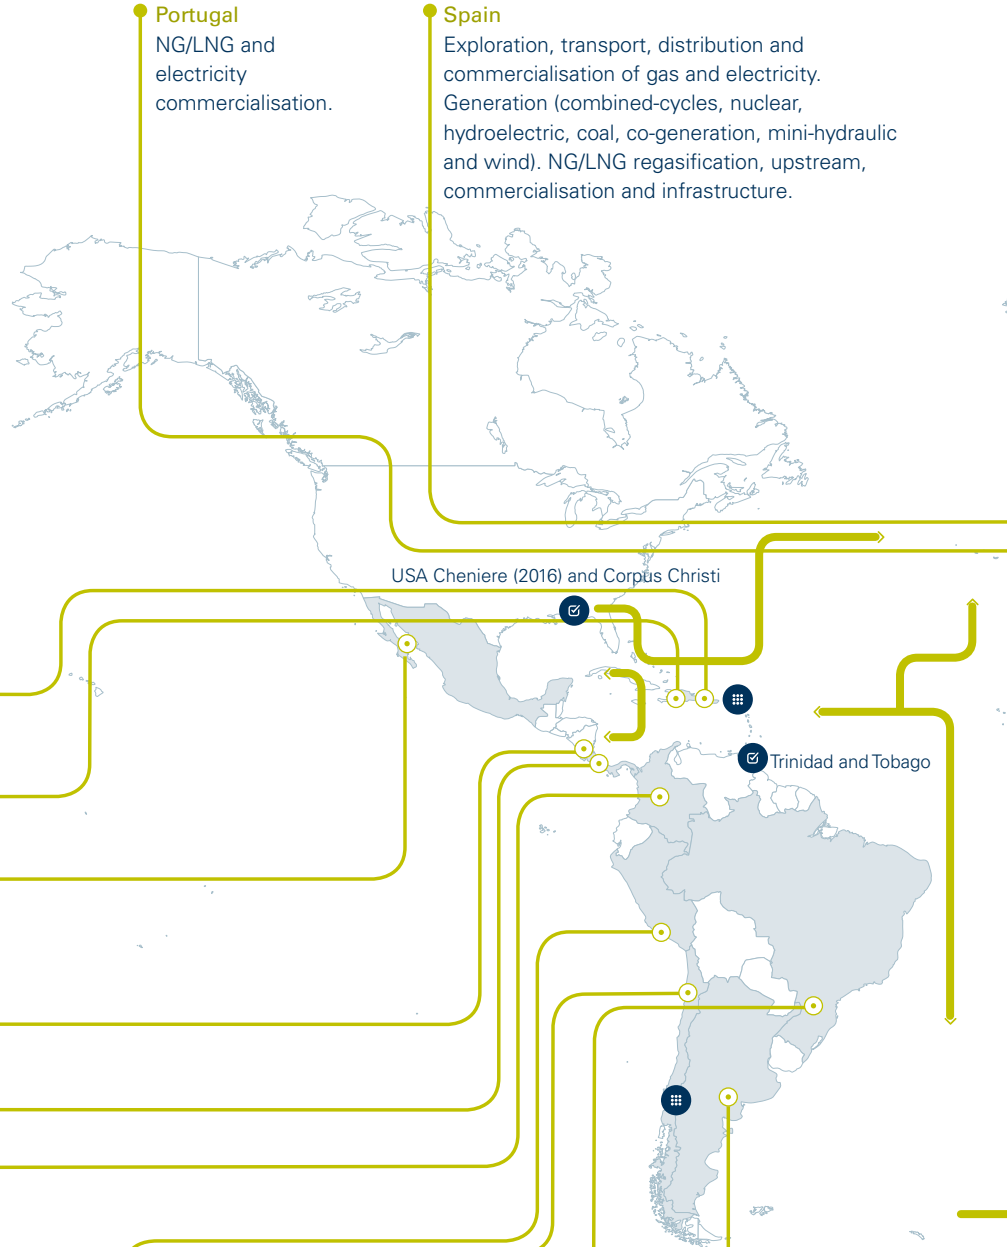 Portugal
NG/LNG and
electricity
commercialisation.
Spain
Exploration, transport, distribution and
commercialisation of gas and electricity.
Generation (combined-cycles, nuclear,
hydroelectric, coal, co-generation, mini-hydraulic
and wind). NG/LNG regasification, upstream,
commercialisation and infrastructure.
USA Cheniere (2016) and Corpus Christi
Trinidad and Tobago